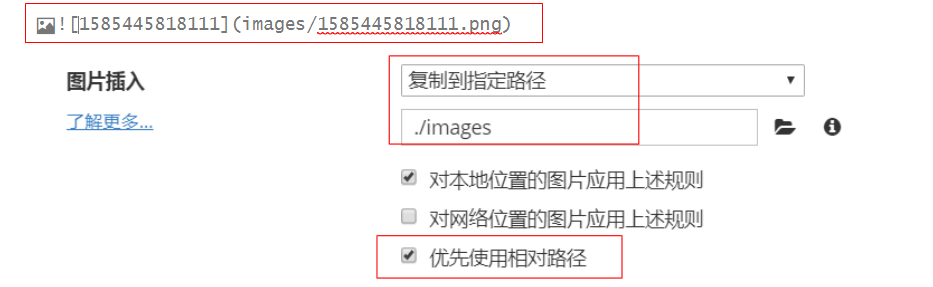 ![1585445818111](images/1585445818111.png)
图片插入
复制到指定路径
了解更多...
./images
对本地位置的图片应用上述规则
对网络位置的图片应用上述规则
优先使用相对路径